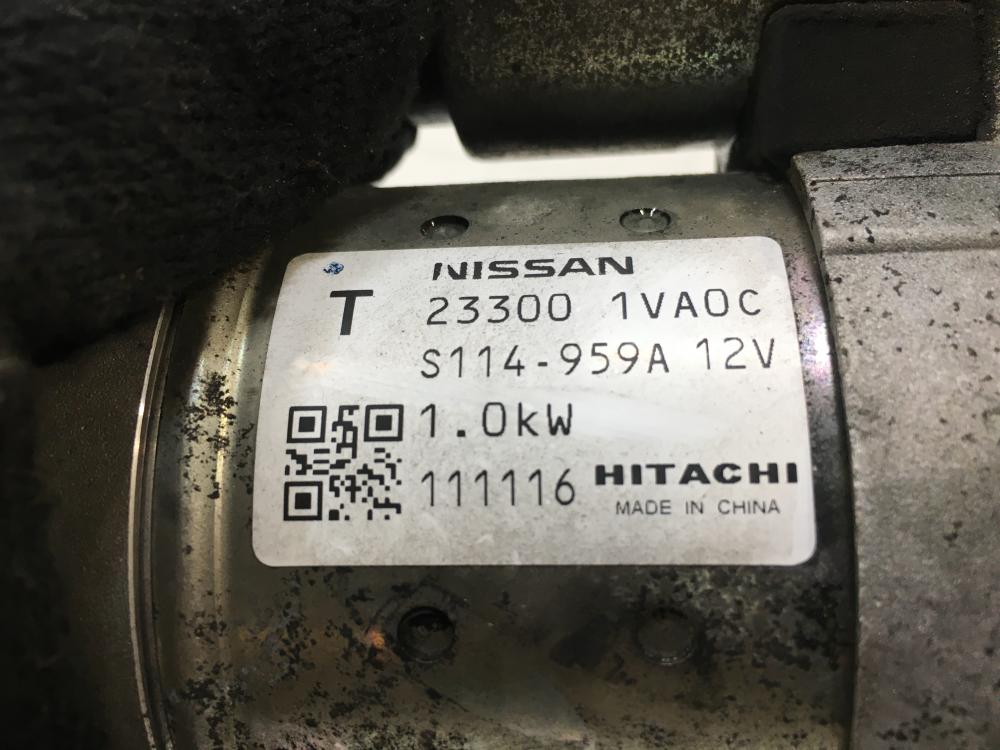 NISSAN
T 23300 1VA0C
S114-959A 12V
1.0kW
111116 HITACHI
MADE IN CHINA